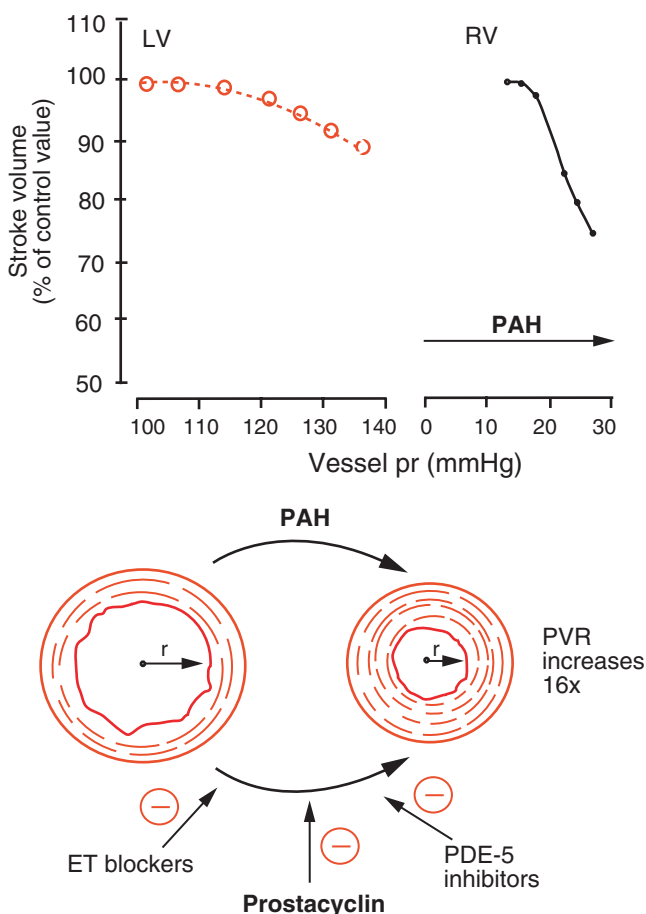 LV
RV
Stroke volume
(% of control value)
110
100
90
80
70
60
50
PAH
100 110 120 130 140
0 10 20 30
Vessel pr (mmHg)
PAH
r
r
PVR
increases
16x
ET blockers
Prostacyclin
PDE-5
inhibitors